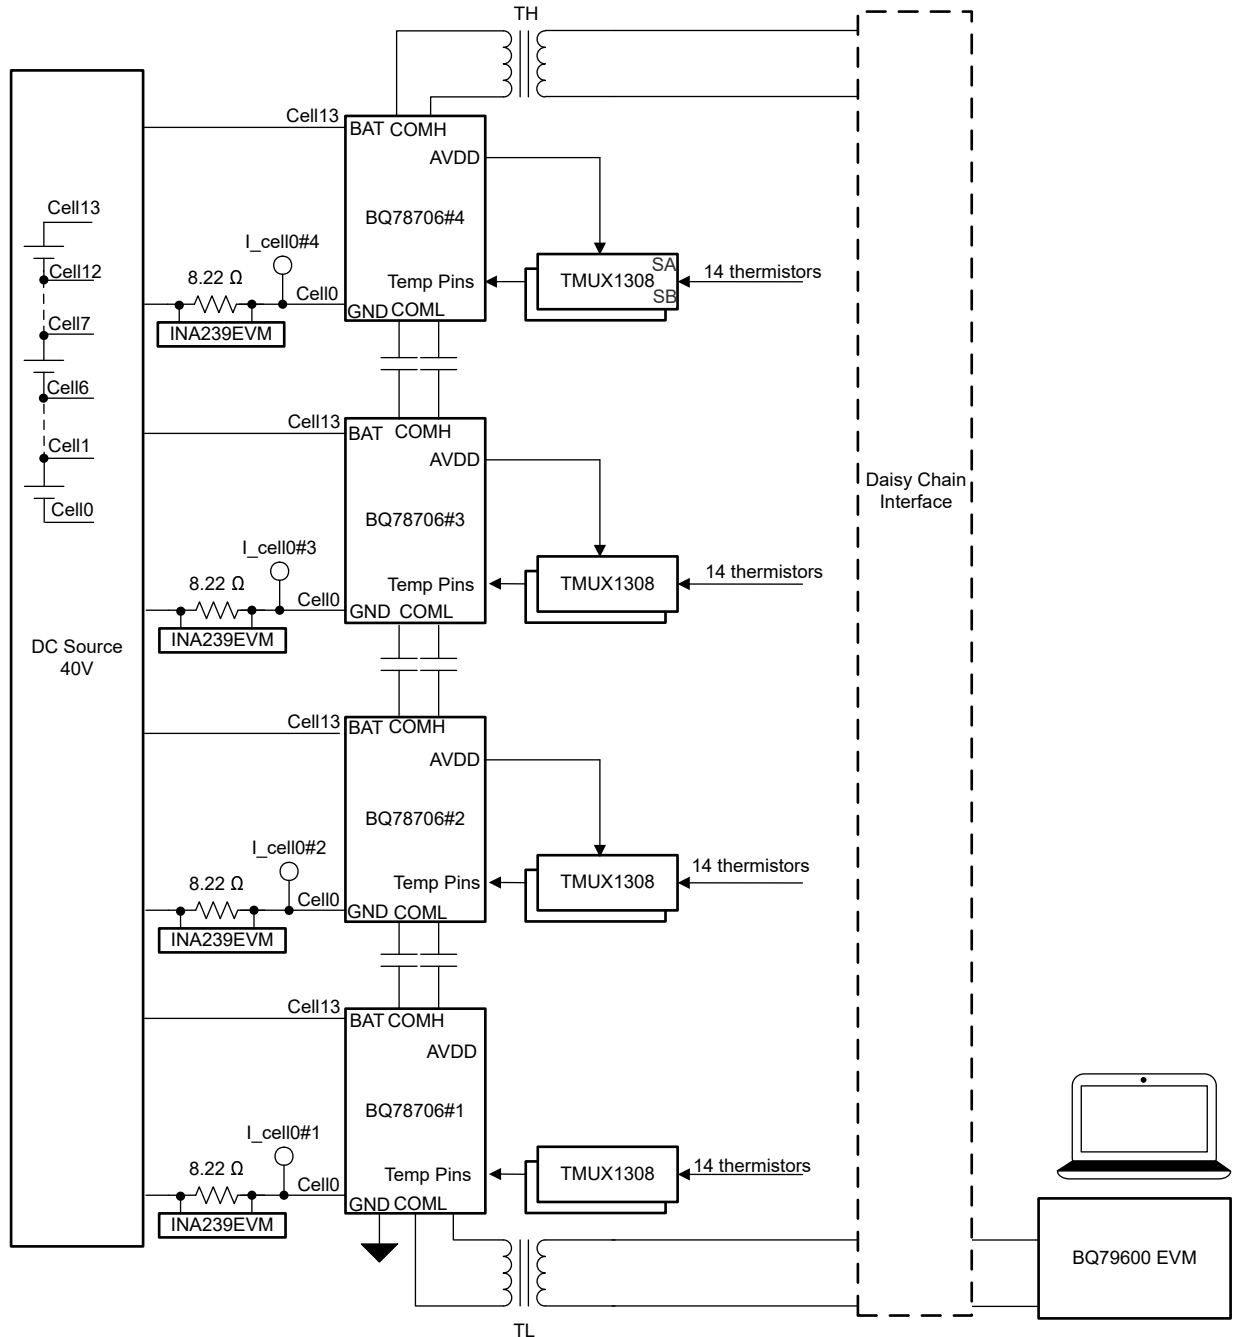 TH
Cell13
BAT COMH
AVDD
BQ78706#4
Cell13
I_cell0#4
SA
Cell12
8.22 Ω
Temp Pins
TMUX1308
14 thermistors
Cell0
SB
GND COML
Cell7
INA239EVM
Cell6
Cell13
BAT COMH
Cell1
AVDD
Daisy Chain
Interface
Cell0
BQ78706#3
I_cell0#3
8.22 Ω
Temp Pins
TMUX1308
14 thermistors
Cell0
GND COML
INA239EVM
DC Source
40V
Cell13
BAT COMH
AVDD
BQ78706#2
I_cell0#2
8.22 Ω
Temp Pins
TMUX1308
14 thermistors
Cell0
GND COML
INA239EVM
Cell13
BAT COMH
AVDD
BQ78706#1
I_cell0#1
8.22 Ω
Temp Pins
TMUX1308
14 thermistors
Cell0
GND COML
INA239EVM
BQ79600 EVM
TL